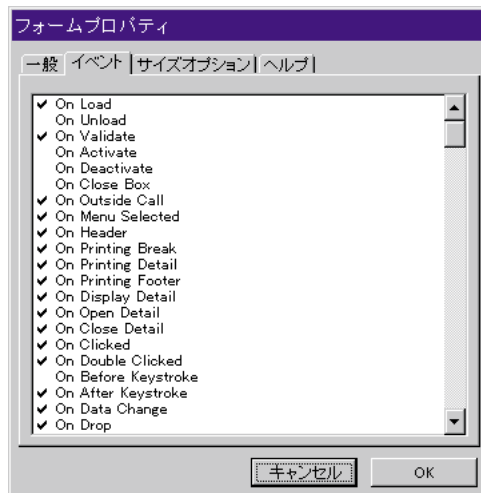 フォームプロパティ
一般 イベント サイズオプション ヘルプ
On Load
On Unload
On Validate
On Activate
On Deactivate
On Close Box
On Outside Call
On Menu Selected
On Header
On Printing Break
On Printing Detail
On Printing Footer
On Display Detail
On Open Detail
On Close Detail
On Clicked
On Double Clicked
On Before Keystroke
On After Keystroke
On Data Change
On Drop
キャンセル OK